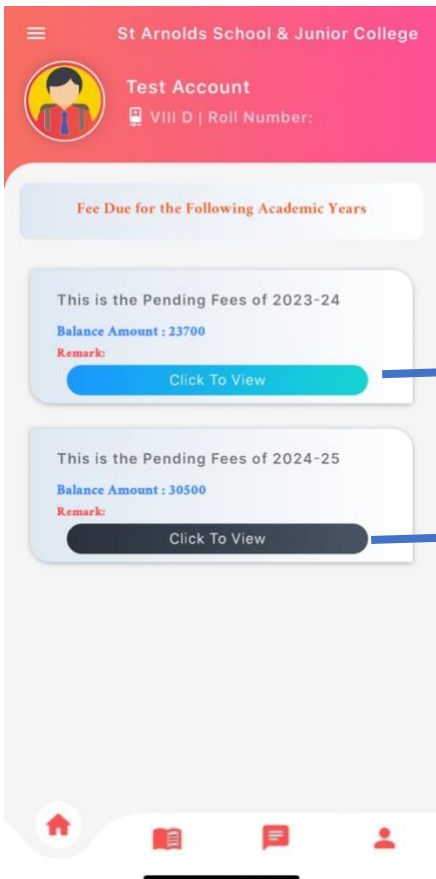 St Arnolds School & Junior College
Test Account
VIII D | Roll Number:
Fee Due for the Following Academic Years
This is the Pending Fees of 2023-24
Balance Amount : 23700
Remark:
Click To View
This is the Pending Fees of 2024-25
Balance Amount : 30500
Remark:
Click To View